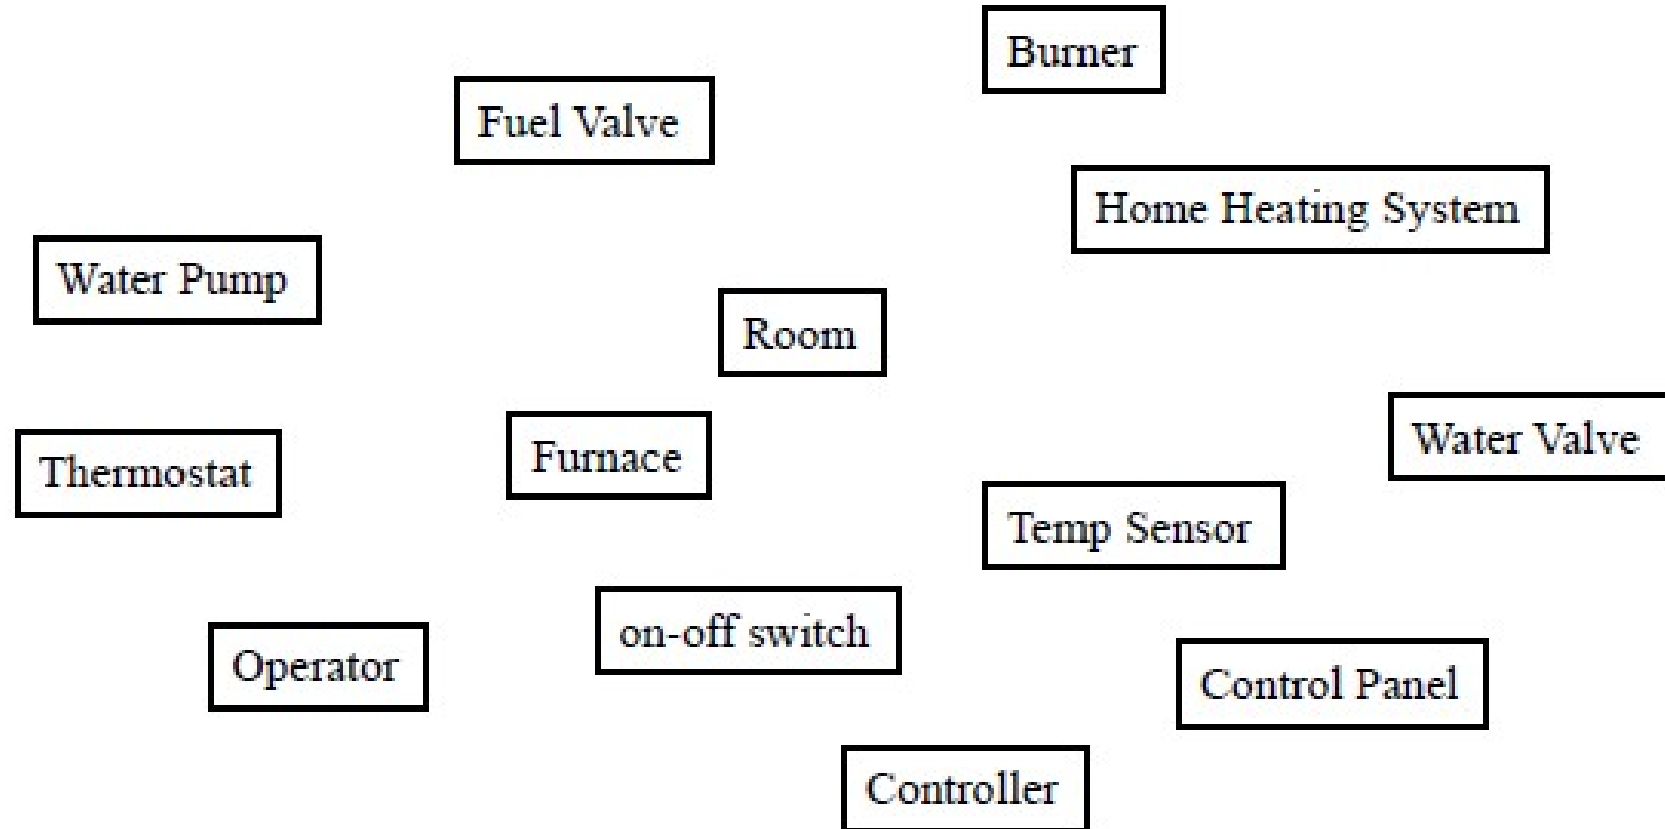 Burner
Fuel Valve
Home Heating System
Water Pump
Room
Water Valve
Furnace
Thermostat
Temp Sensor
on-off switch
Operator
Control Panel
Controller